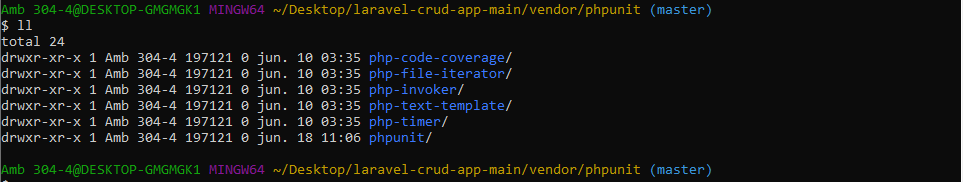 Amb 304-4@DESKTOP-GMGMGK1 MINGW64 ~/Desktop/laravel-crud-app-main/vendor/phpunit (master)
$ ll
total 24
drwxr-xr-x 1 Amb 304-4 197121 0 jun. 10 03:35 php-code-coverage/
drwxr-xr-x 1 Amb 304-4 197121 0 jun. 10 03:35 php-file-iterator/
drwxr-xr-x 1 Amb 304-4 197121 0 jun. 10 03:35 php-invoker/
drwxr-xr-x 1 Amb 304-4 197121 0 jun. 10 03:35 php-text-template/
drwxr-xr-x 1 Amb 304-4 197121 0 jun. 10 03:35 php-timer/
drwxr-xr-x 1 Amb 304-4 197121 0 jun. 18 11:06 phpunit/
Amb 304-4@DESKTOP-GMGMGK1 MINGW64 ~/Desktop/laravel-crud-app-main/vendor/phpunit (master)